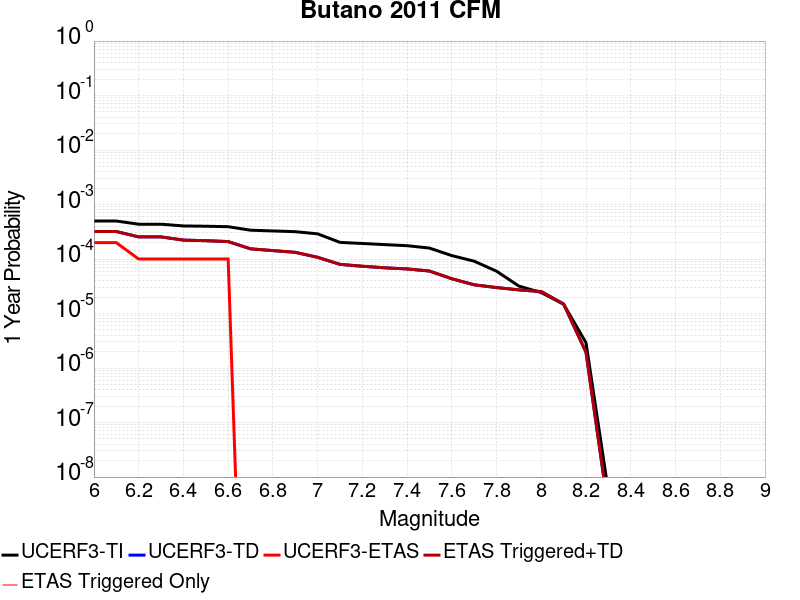 Butano 2011 CFM
10^0
10^-1
10^-2
10^-3
10^-4
10^-5
10^-6
10^-7
10^-8
1 Year Probability
6 6.2 6.4 6.6 6.8 7 7.2 7.4 7.6 7.8 8 8.2 8.4 8.6 8.8 9
Magnitude
UCERF3-TI UCERF3-TD UCERF3-ETAS ETAS Triggered+TD
ETAS Triggered Only